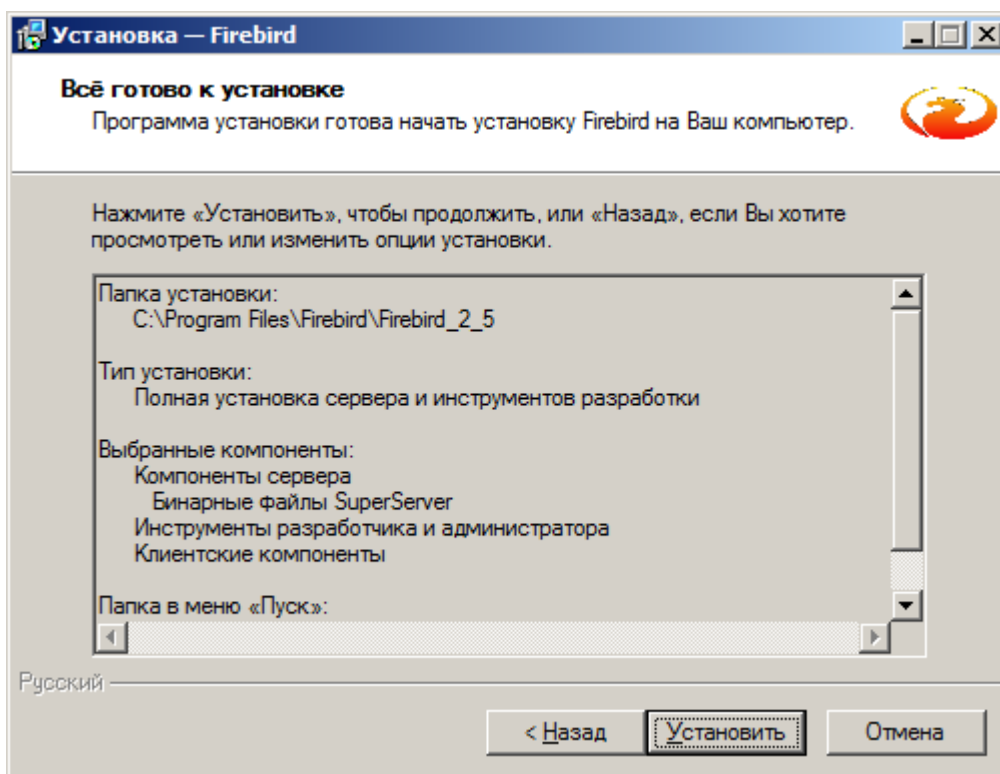 Установка — Firebird
Всё готово к установке
Программа установки готова начать установку Firebird на Ваш компьютер.
Нажмите «Установить», чтобы продолжить, или «Назад», если Вы хотите
просмотреть или изменить опции установки.
Папка установки:
C:\Program Files\Firebird\Firebird_2_5
Тип установки:
Полная установка сервера и инструментов разработки
Выбранные компоненты:
Компоненты сервера
Бинарные файлы SuperServer
Инструменты разработчика и администратора
Клиентские компоненты
Папка в меню «Пуск»:
Русский
< Назад Установить Отмена